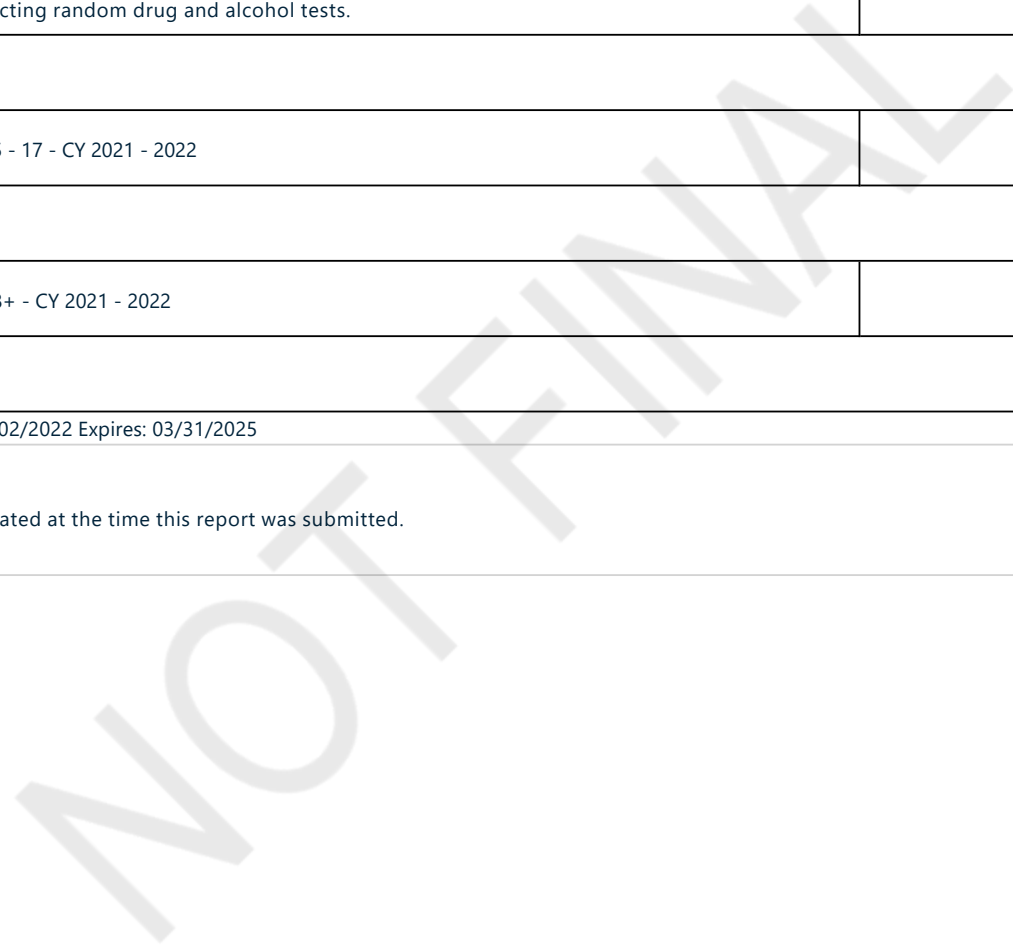 cting random drug and alcohol tests.
- 17 - CY 2021 - 2022
+ - CY 2021 - 2022
02/2022 Expires: 03/31/2025
ated at the time this report was submitted.
NOT FINAL